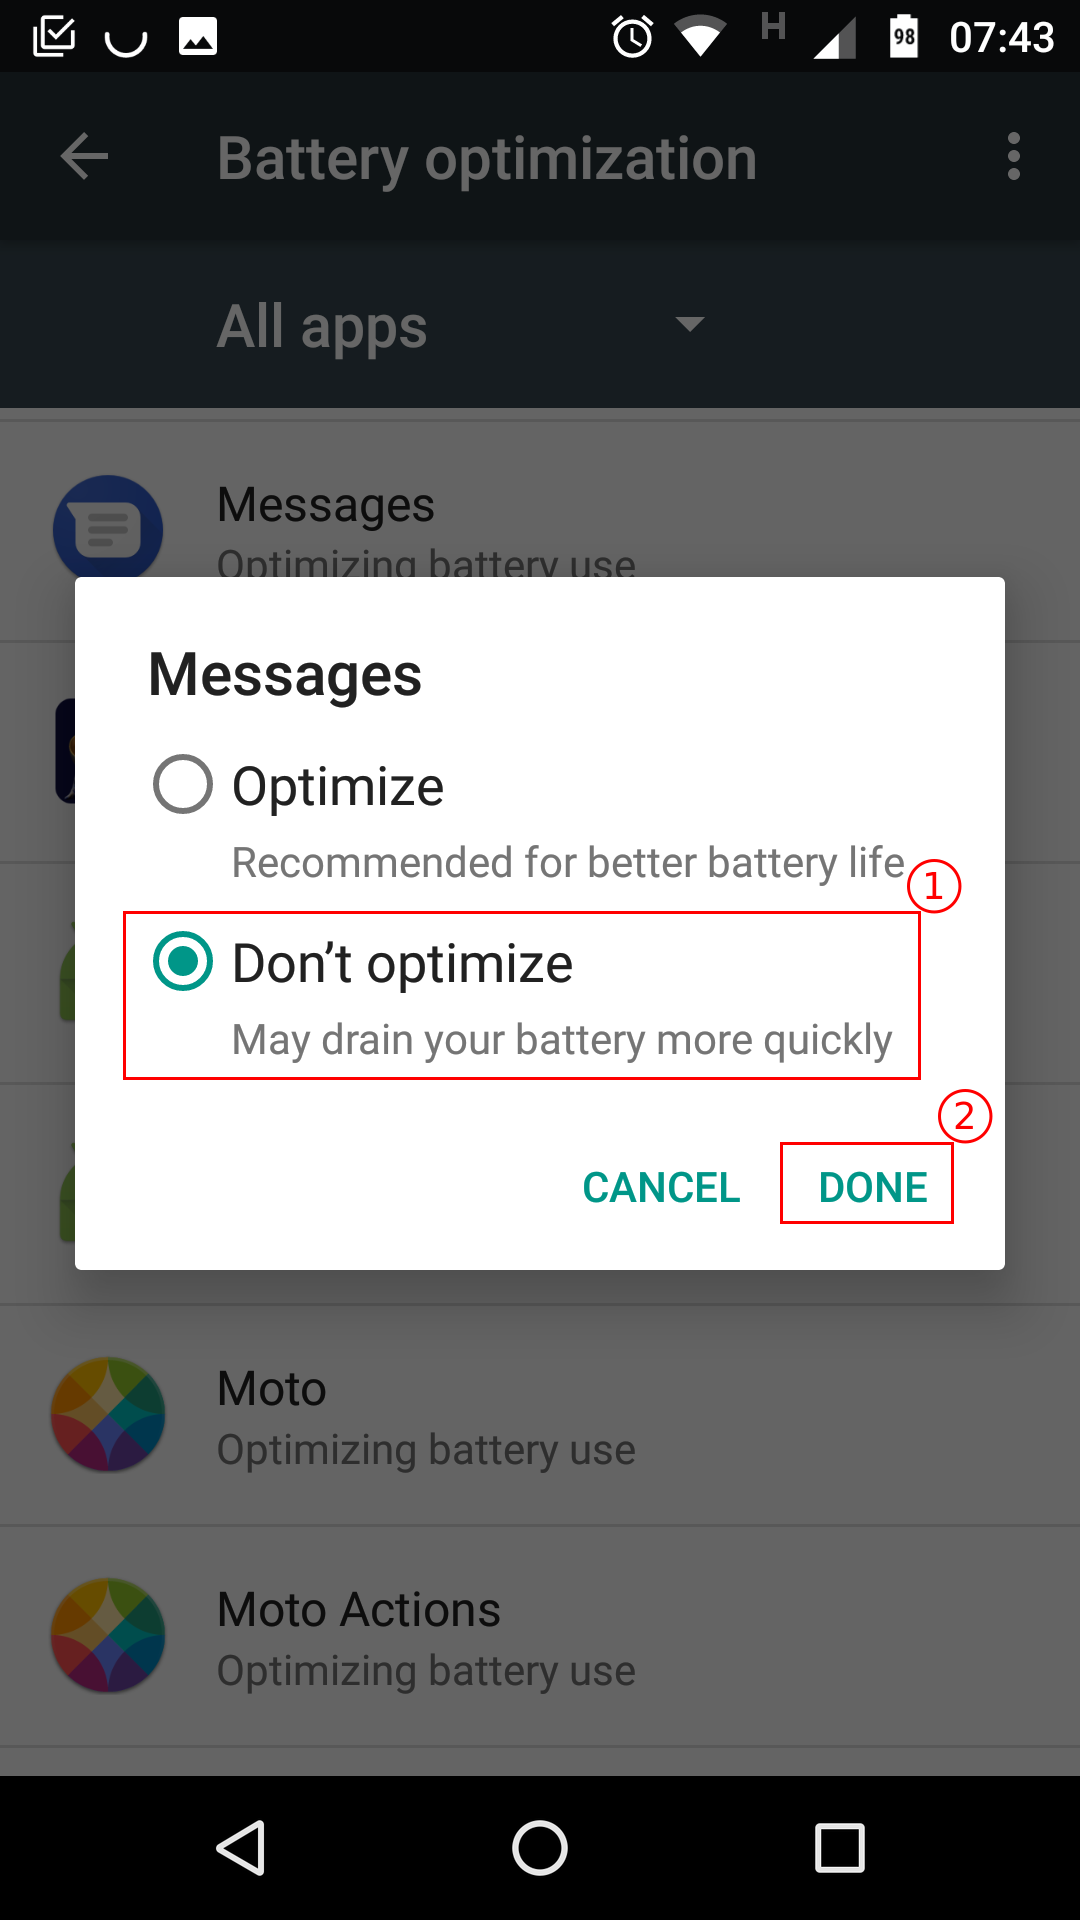 H 98 07:43
Battery optimization
All apps
Messages
Optimizing battery use
Messages
Optimize
Recommended for better battery life
1
Don’t optimize
May drain your battery more quickly
2
CANCEL DONE
Moto
Optimizing battery use
Moto Actions
Optimizing battery use